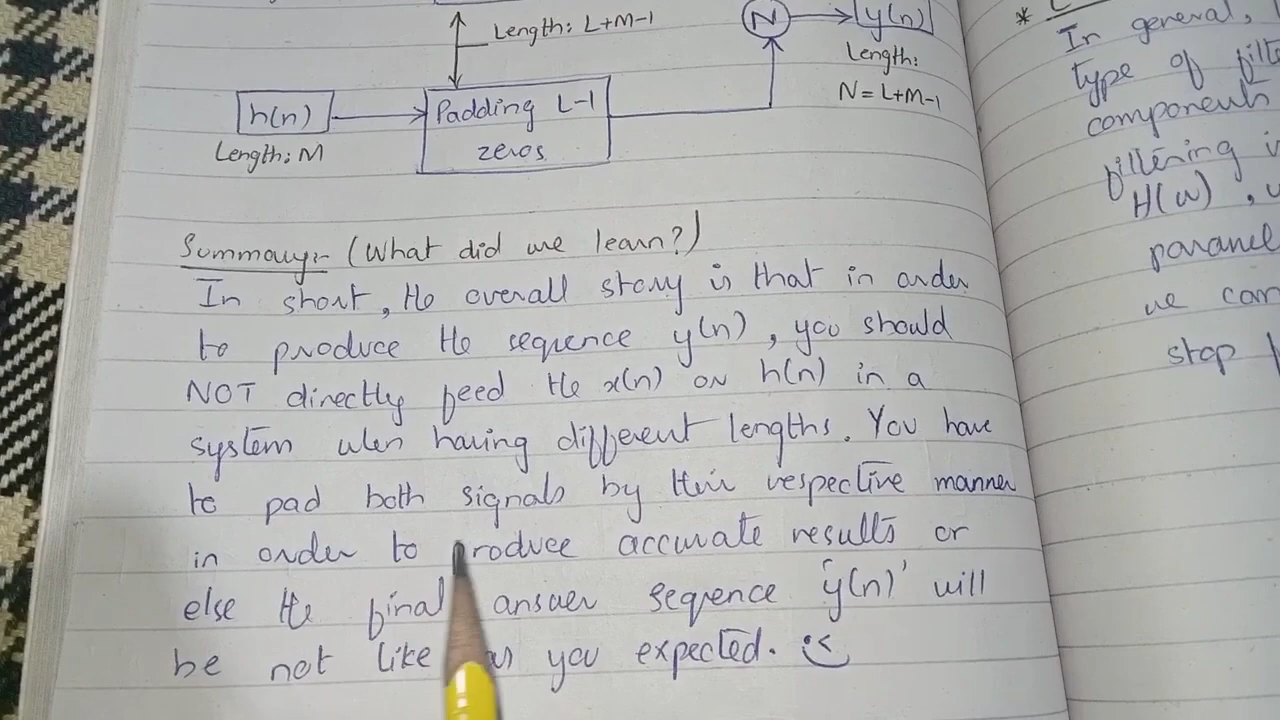 Length: L+M-1
N
y(n)
Length:
N = L+M-1
h(n)
Padding L-1
zeros
Length: M
Summary:- (What did we learn?)
In short, the overall story is that in order
to produce the sequence y(n), you should
NOT directly feed the x(n) or h(n) in a
system when having different lengths. You have
to pad both signals by their respective manner
in order to produce accurate results or
else the final answer sequence 'y(n)' will
be not like as you expected.
*
In general,
type of
components
filtering
H(ω),
we can
stop